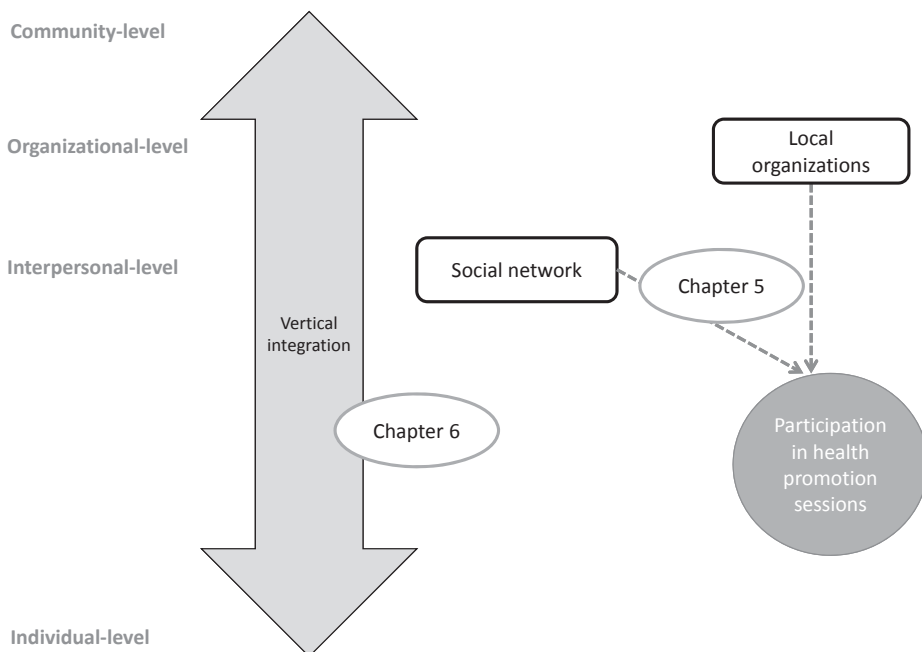 Community-level
Organizational-level
Local
organizations
Interpersonal-level
Social network
Chapter 5
Vertical
integration
Chapter 6
Participation
in health
promotion
sessions
Individual-level